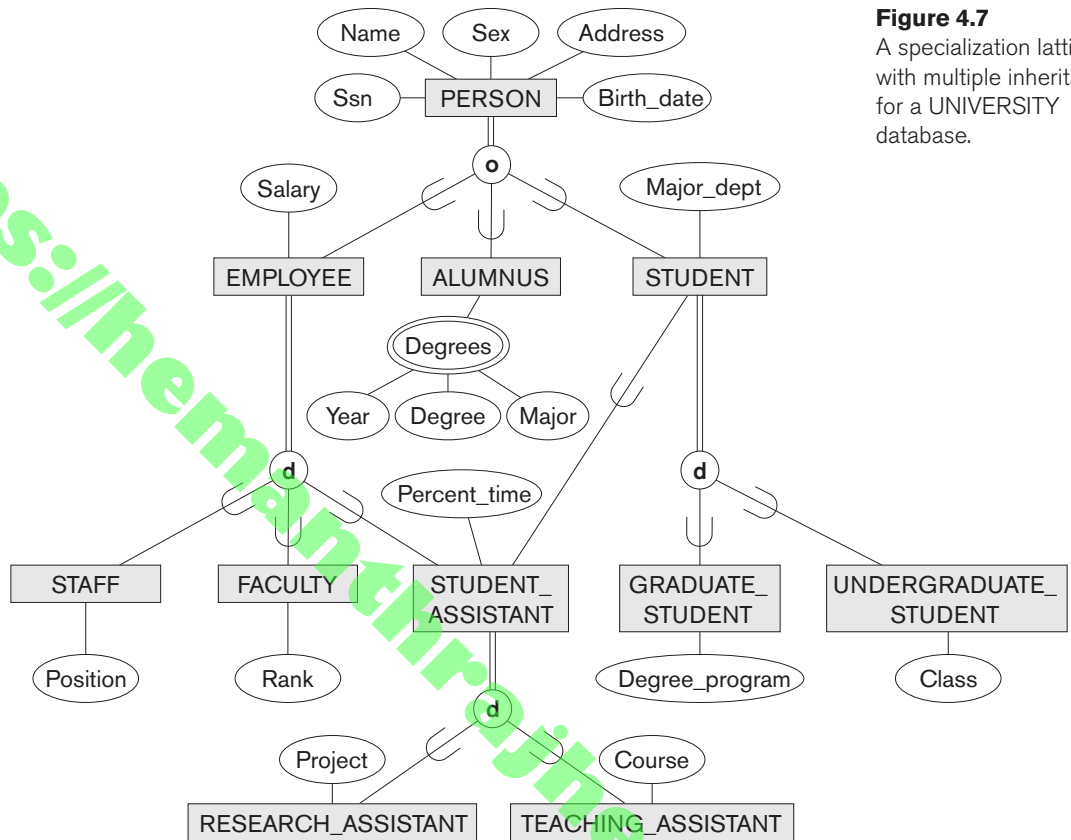 Figure 4.7
A specialization latti
with multiple inherit
for a UNIVERSITY
database.
Name
Sex
Address
Ssn
PERSON
Birth_date
o
Salary
Major_dept
EMPLOYEE
ALUMNUS
STUDENT
Degrees
Year
Degree
Major
d
d
Percent_time
STAFF
FACULTY
STUDENT_
ASSISTANT
GRADUATE_
STUDENT
UNDERGRADUATE_
STUDENT
Position
Rank
Degree_program
Class
d
Project
Course
RESEARCH_ASSISTANT
TEACHING_ASSISTANT
s://hemanthrajhe